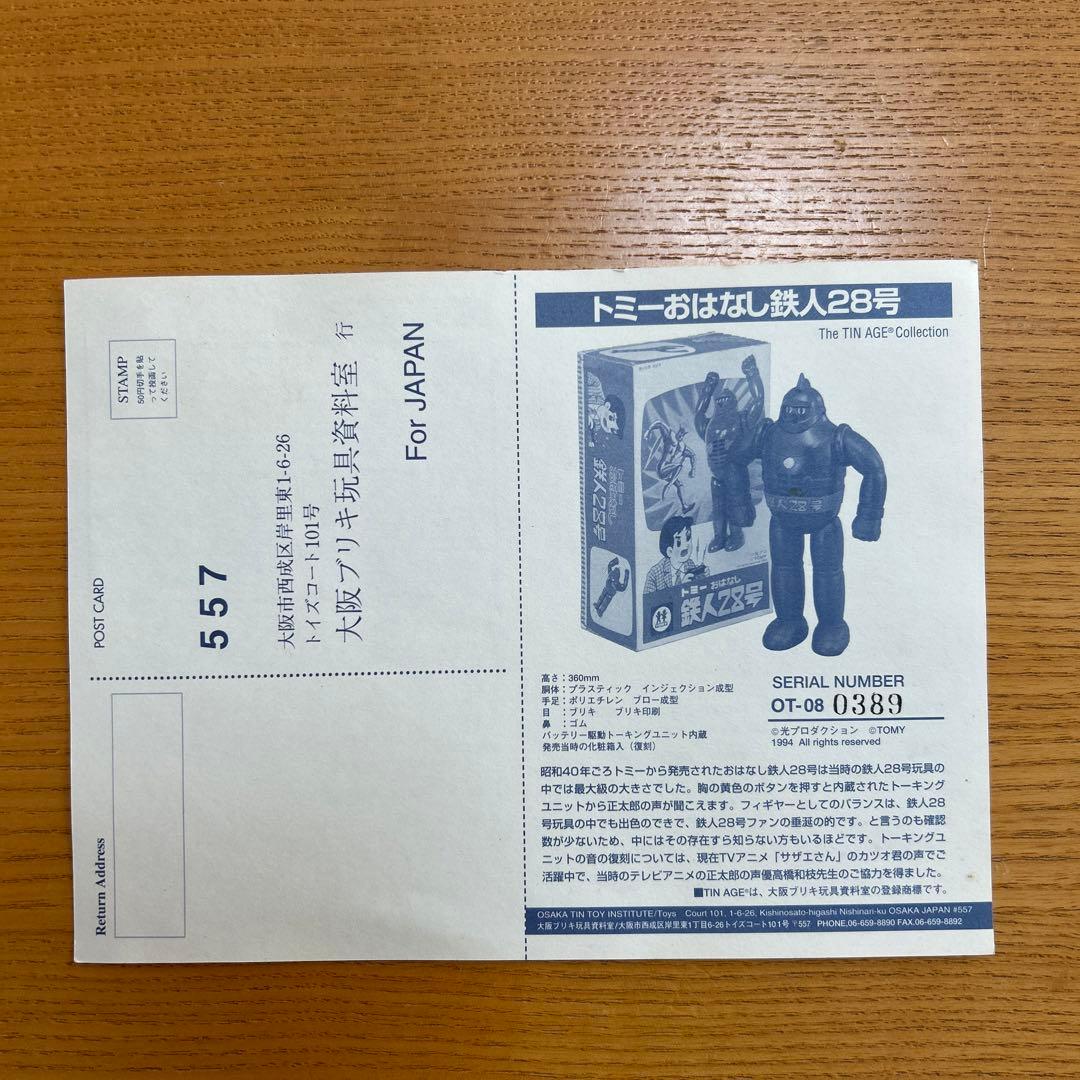 POST CARD
STAMP
50円切手を貼
って投函して
ください
557
大阪市西成区岸里東1-6-26
トイズコート101号
大阪ブリキ玩具資料室 行
For JAPAN
Return Address
トミーおはなし鉄人28号
The TIN AGE®Collection
トミー おはなし
鉄人28号
鉄人28号
高さ：360mm
胴体：プラスティック　インジェクション成型
手足：ポリエチレン　ブロー成型
目　：ブリキ　ブリキ印刷
鼻　：ゴム
バッテリー駆動トーキングユニット内蔵
発売当時の化粧箱入（復刻）
SERIAL NUMBER
OT-08 0389
©光プロダクション　©TOMY
1994 All rights reserved
昭和40年ごろトミーから発売されたおはなし鉄人28号は当時の鉄人28号玩具の
中では最大級の大きさでした。胸の黄色のボタンを押すと内蔵されたトーキング
ユニットから正太郎の声が聞こえます。フィギヤーとしてのバランスは、鉄人28
号玩具の中でも出色のできで、鉄人28号ファンの垂涎の的です。と言うのも確認
数が少ないため、中にはその存在すら知らない方もいるほどです。トーキングユ
ニットの音の復刻については、現在TVアニメ「サザエさん」のカツオ君の声でご
活躍中で、当時のテレビアニメの正太郎の声優高橋和枝先生のご協力を得ました。
■TIN AGE®は、大阪ブリキ玩具資料室の登録商標です。
OSAKA TIN TOY INSTITUTE/Toys Court 101, 1-6-26, Kishinosato-higashi Nishinari-ku OSAKA JAPAN #557
大阪ブリキ玩具資料室/大阪市西成区岸里東1丁目6-26トイズコート101号 〒557 PHONE.06-659-8890 FAX.06-659-8892